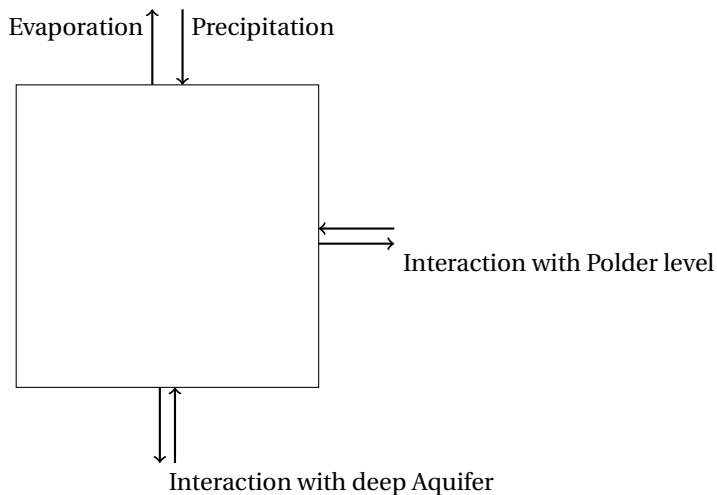 Evaporation
Precipitation
Interaction with Polder level
Interaction with deep Aquifer